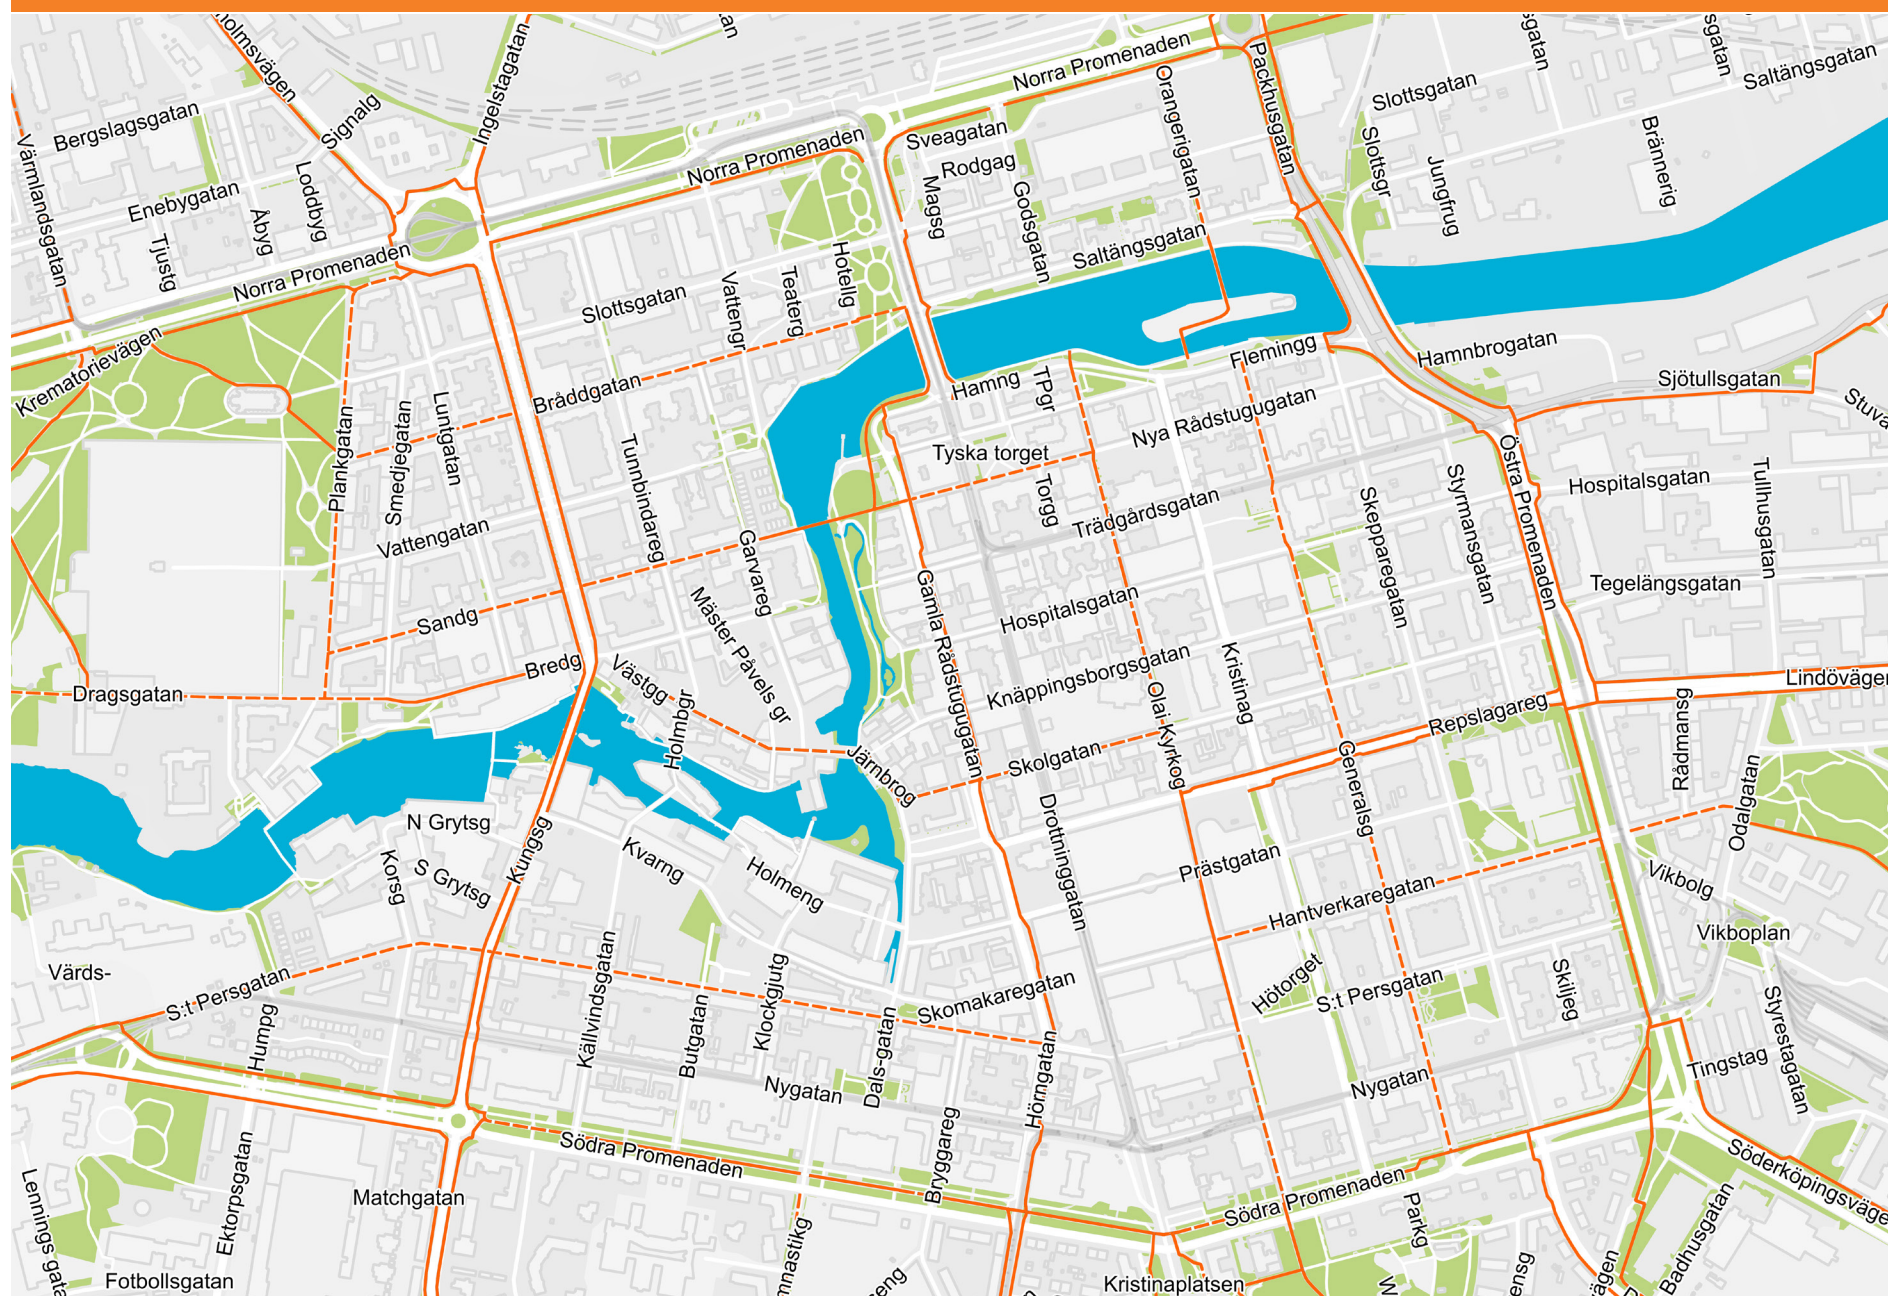 Norra Promenaden
Ingelstagatan
Packhusgatan
Orangerigatan
Slottsgatan
Saltängsgatan
Bergslagsgatan
Signalg
Värmlandsgatan
Sveagatan
Rodgag
Slottsgr
Jungfrug
Brännerig
Norra Promenaden
Enebygatan
Loddbyg
Åbyg
Tjustg
Magsg
Godsgatan
Saltängsgatan
Norra Promenaden
Hotellg
Teaterg
Vattengr
Slottsgatan
Krematorievägen
Flemingg
Hamnbrogatan
Sjötullsgatan
Hamng
TPgr
Bråddgatan
Nya Rådstugugatan
Plankgatan
Smedjegatan
Luntgatan
Tunnbindareg
Tyska torget
Torgg
Trädgårdsgatan
Skepparegatan
Styrmansgatan
Östra Promenaden
Hospitalsgatan
Tullhusgatan
Vattengatan
Garvareg
Mäster Påvels gr
Gamla Rådstugugatan
Hospitalsgatan
Tegelängsgatan
Sandg
Bredg
Västgg
Holmbgr
Knäppingsborgsgatan
Kristinag
Olai Kyrkog
Dragsgatan
Lindövägen
Repslagareg
Rådmansg
Odalgatan
Järnbrog
Skolgatan
Generalsg
Drottninggatan
N Grytsg
S Grytsg
Korsg
Kungsg
Kvarng
Holmeng
Prästgatan
Hantverkaregatan
Vikbolg
Vikboplan
Värds-
S:t Persgatan
Humpg
Källvindsgatan
Butgatan
Klockgjutg
Dals-gatan
Skomakaregatan
Hörngatan
Hötorget
S:t Persgatan
Skiljeg
Styrestagatan
Tingstag
Nygatan
Nygatan
Södra Promenaden
Bryggareg
Södra Promenaden
Parkg
Söderköpingsväge
Badhusgatan
Ektorpsgatan
Matchgatan
Fotbollsgatan
Kristinaplatsen